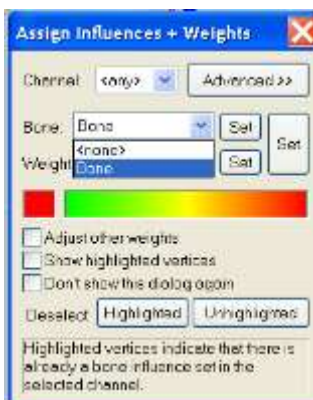 Assign Influences + Weights
Channel: <any> Advanced >>
Bone: Bone Set
<none>
Set
Weight Bone Set
Adjust other weights
Show highlighted vertices
Don't show this dialog again
Deselect Highlighted Unhighlighted
Highlighted vertices indicate that there is
already a bone influence set in the
selected channel.